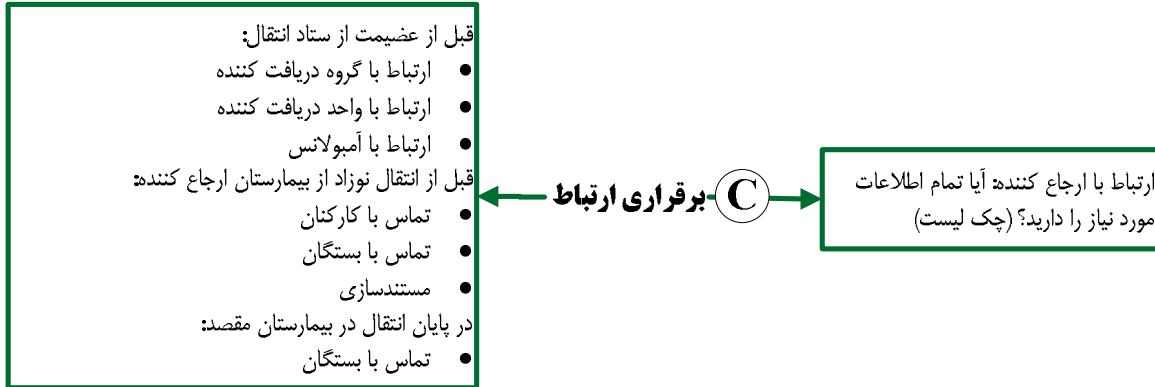 ارتباط با ارجاع کننده: آیا تمام اطلاعات
مورد نیاز را دارید؟ (چک لیست)
C
برقراری ارتباط
قبل از عضیمت از ستاد انتقال:
● ارتباط با گروه دریافت کننده
● ارتباط با واحد دریافت کننده
● ارتباط با آمبولانس
قبل از انتقال نوزاد از بیمارستان ارجاع کننده:
● تماس با کارکنان
● تماس با بستگان
● مستندسازی
در پایان انتقال در بیمارستان مقصد:
● تماس با بستگان